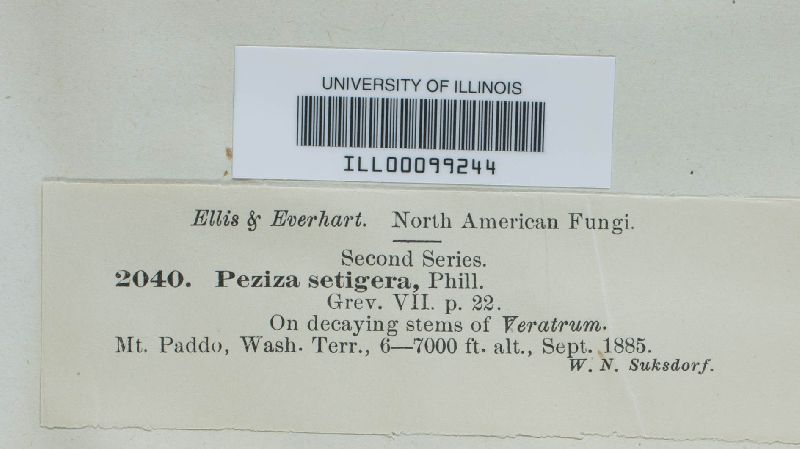 UNIVERSITY OF ILLINOIS
ILL00099244
Ellis & Everhart. North American Fungi.
Second Series.
2040. Peziza setigera, Phill.
Grev. VII. p. 22.
On decaying stems of Veratrum.
Mt. Paddo, Wash. Terr., 6—7000 ft. alt., Sept. 1885.
W. N. Suksdorf.